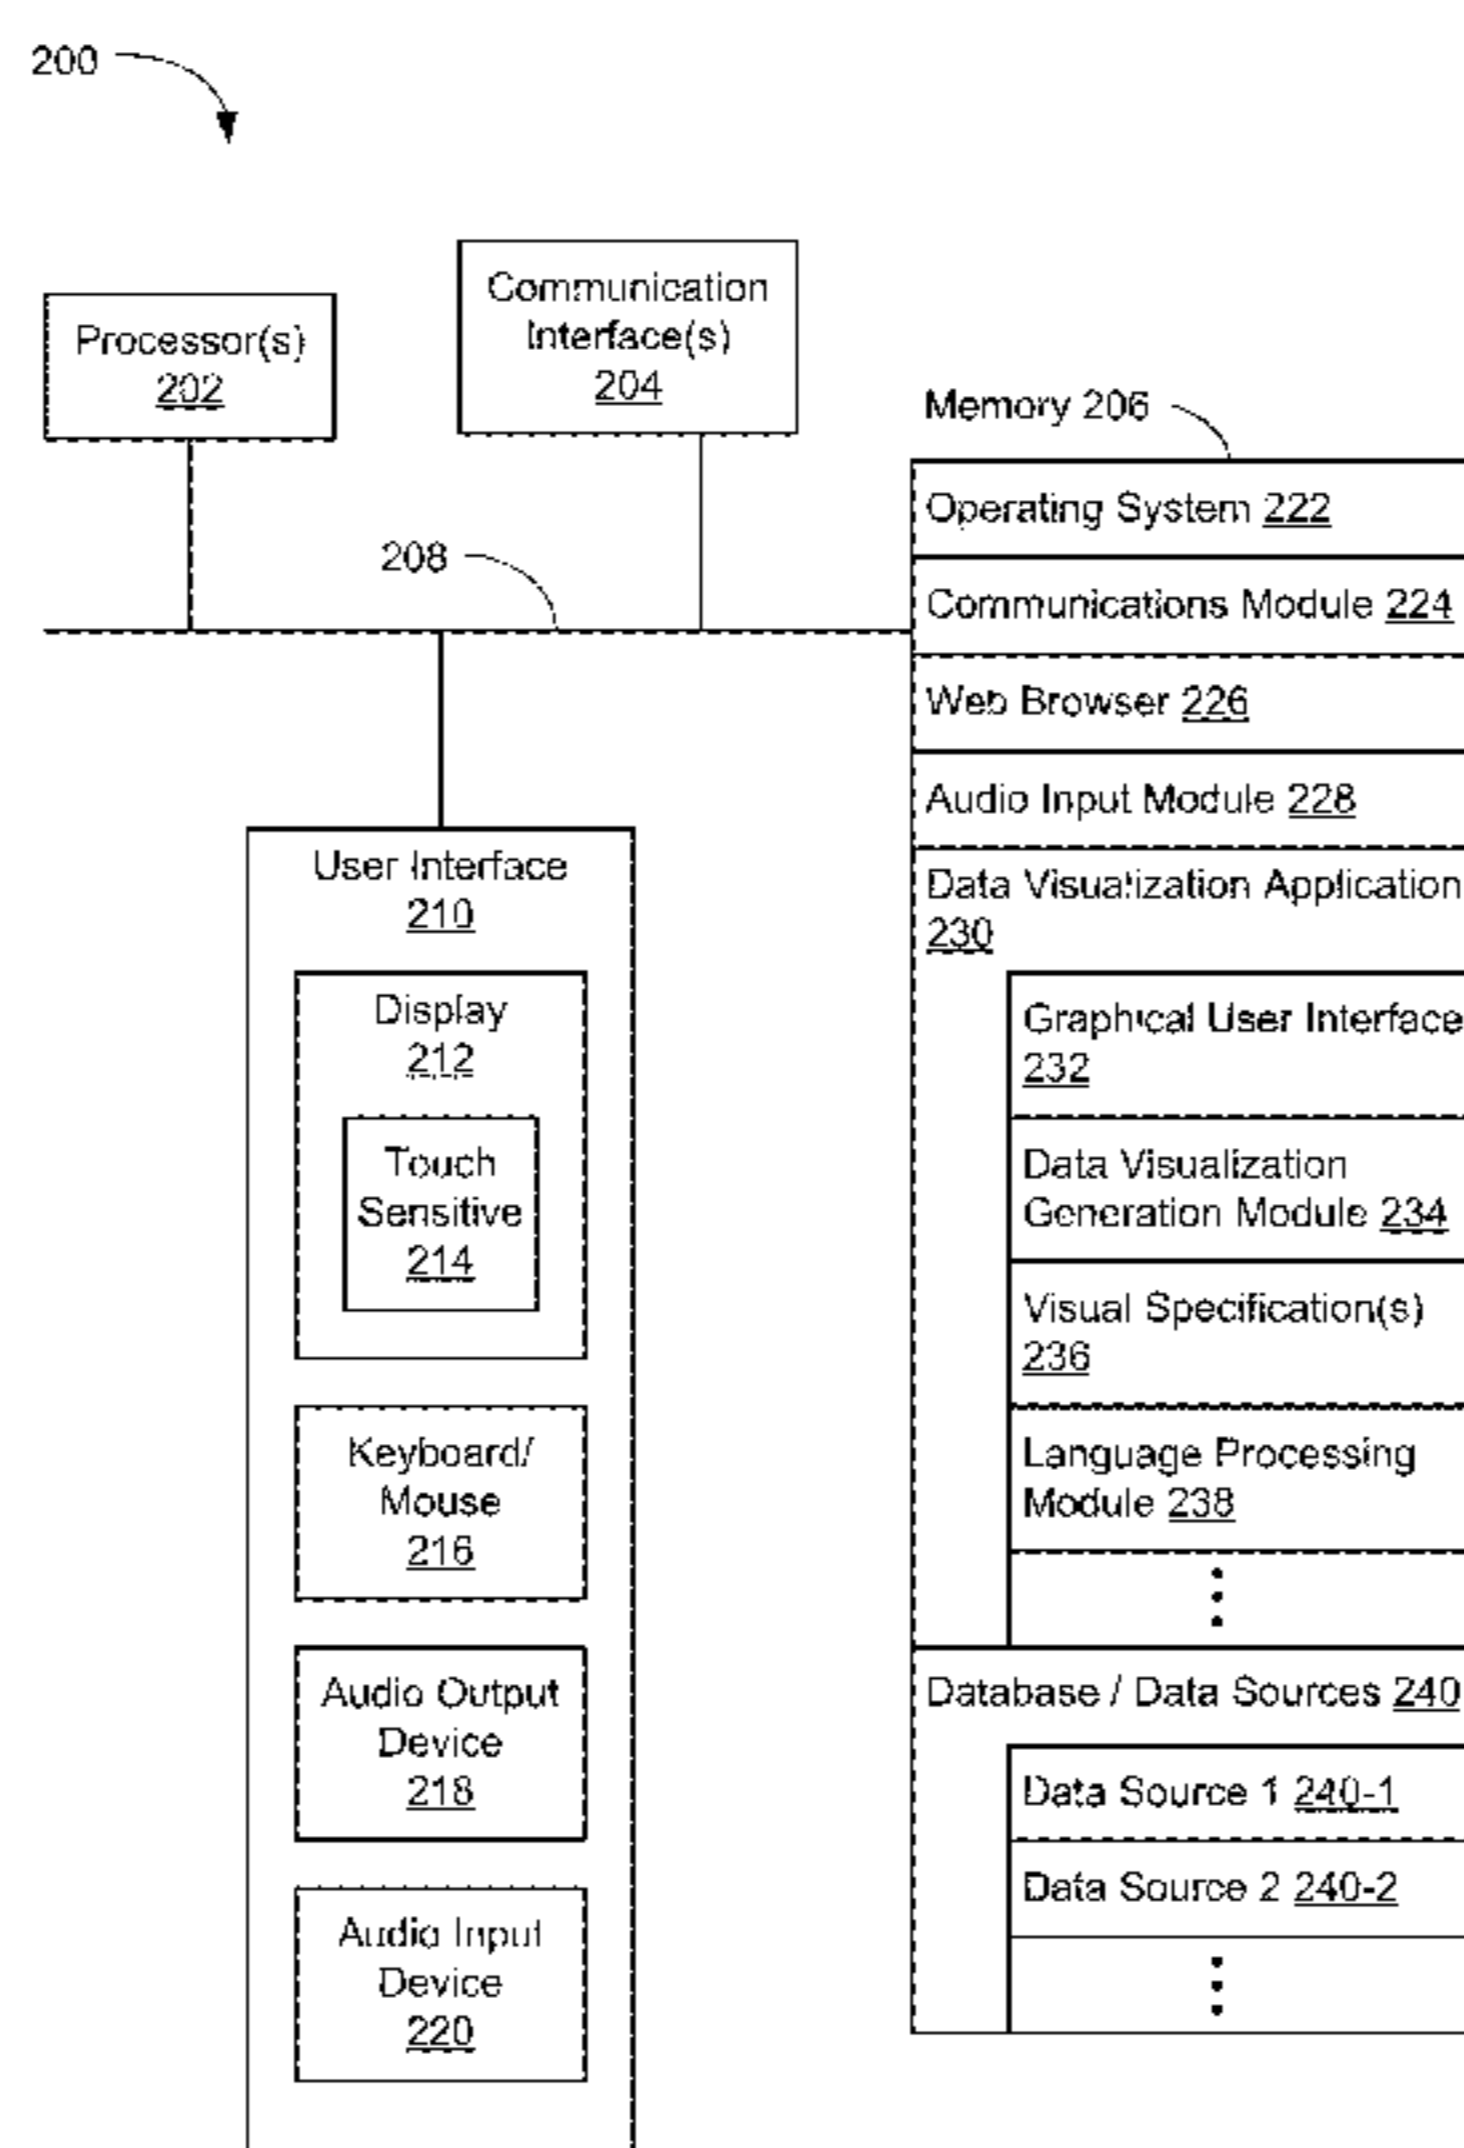 200
Processor(s)
202
Communication
Interface(s)
204
208
Memory 206
Operating System 222
Communications Module 224
Web Browser 226
Audio Input Module 228
Data Visualization Application
230
Graphical User Interface
232
Data Visualization
Generation Module 234
Visual Specification(s)
236
Language Processing
Module 238
Database / Data Sources 240
Data Source 1 240-1
Data Source 2 240-2
User Interface
210
Display
212
Touch
Sensitive
214
Keyboard/
Mouse
216
Audio Output
Device
218
Audio Input
Device
220